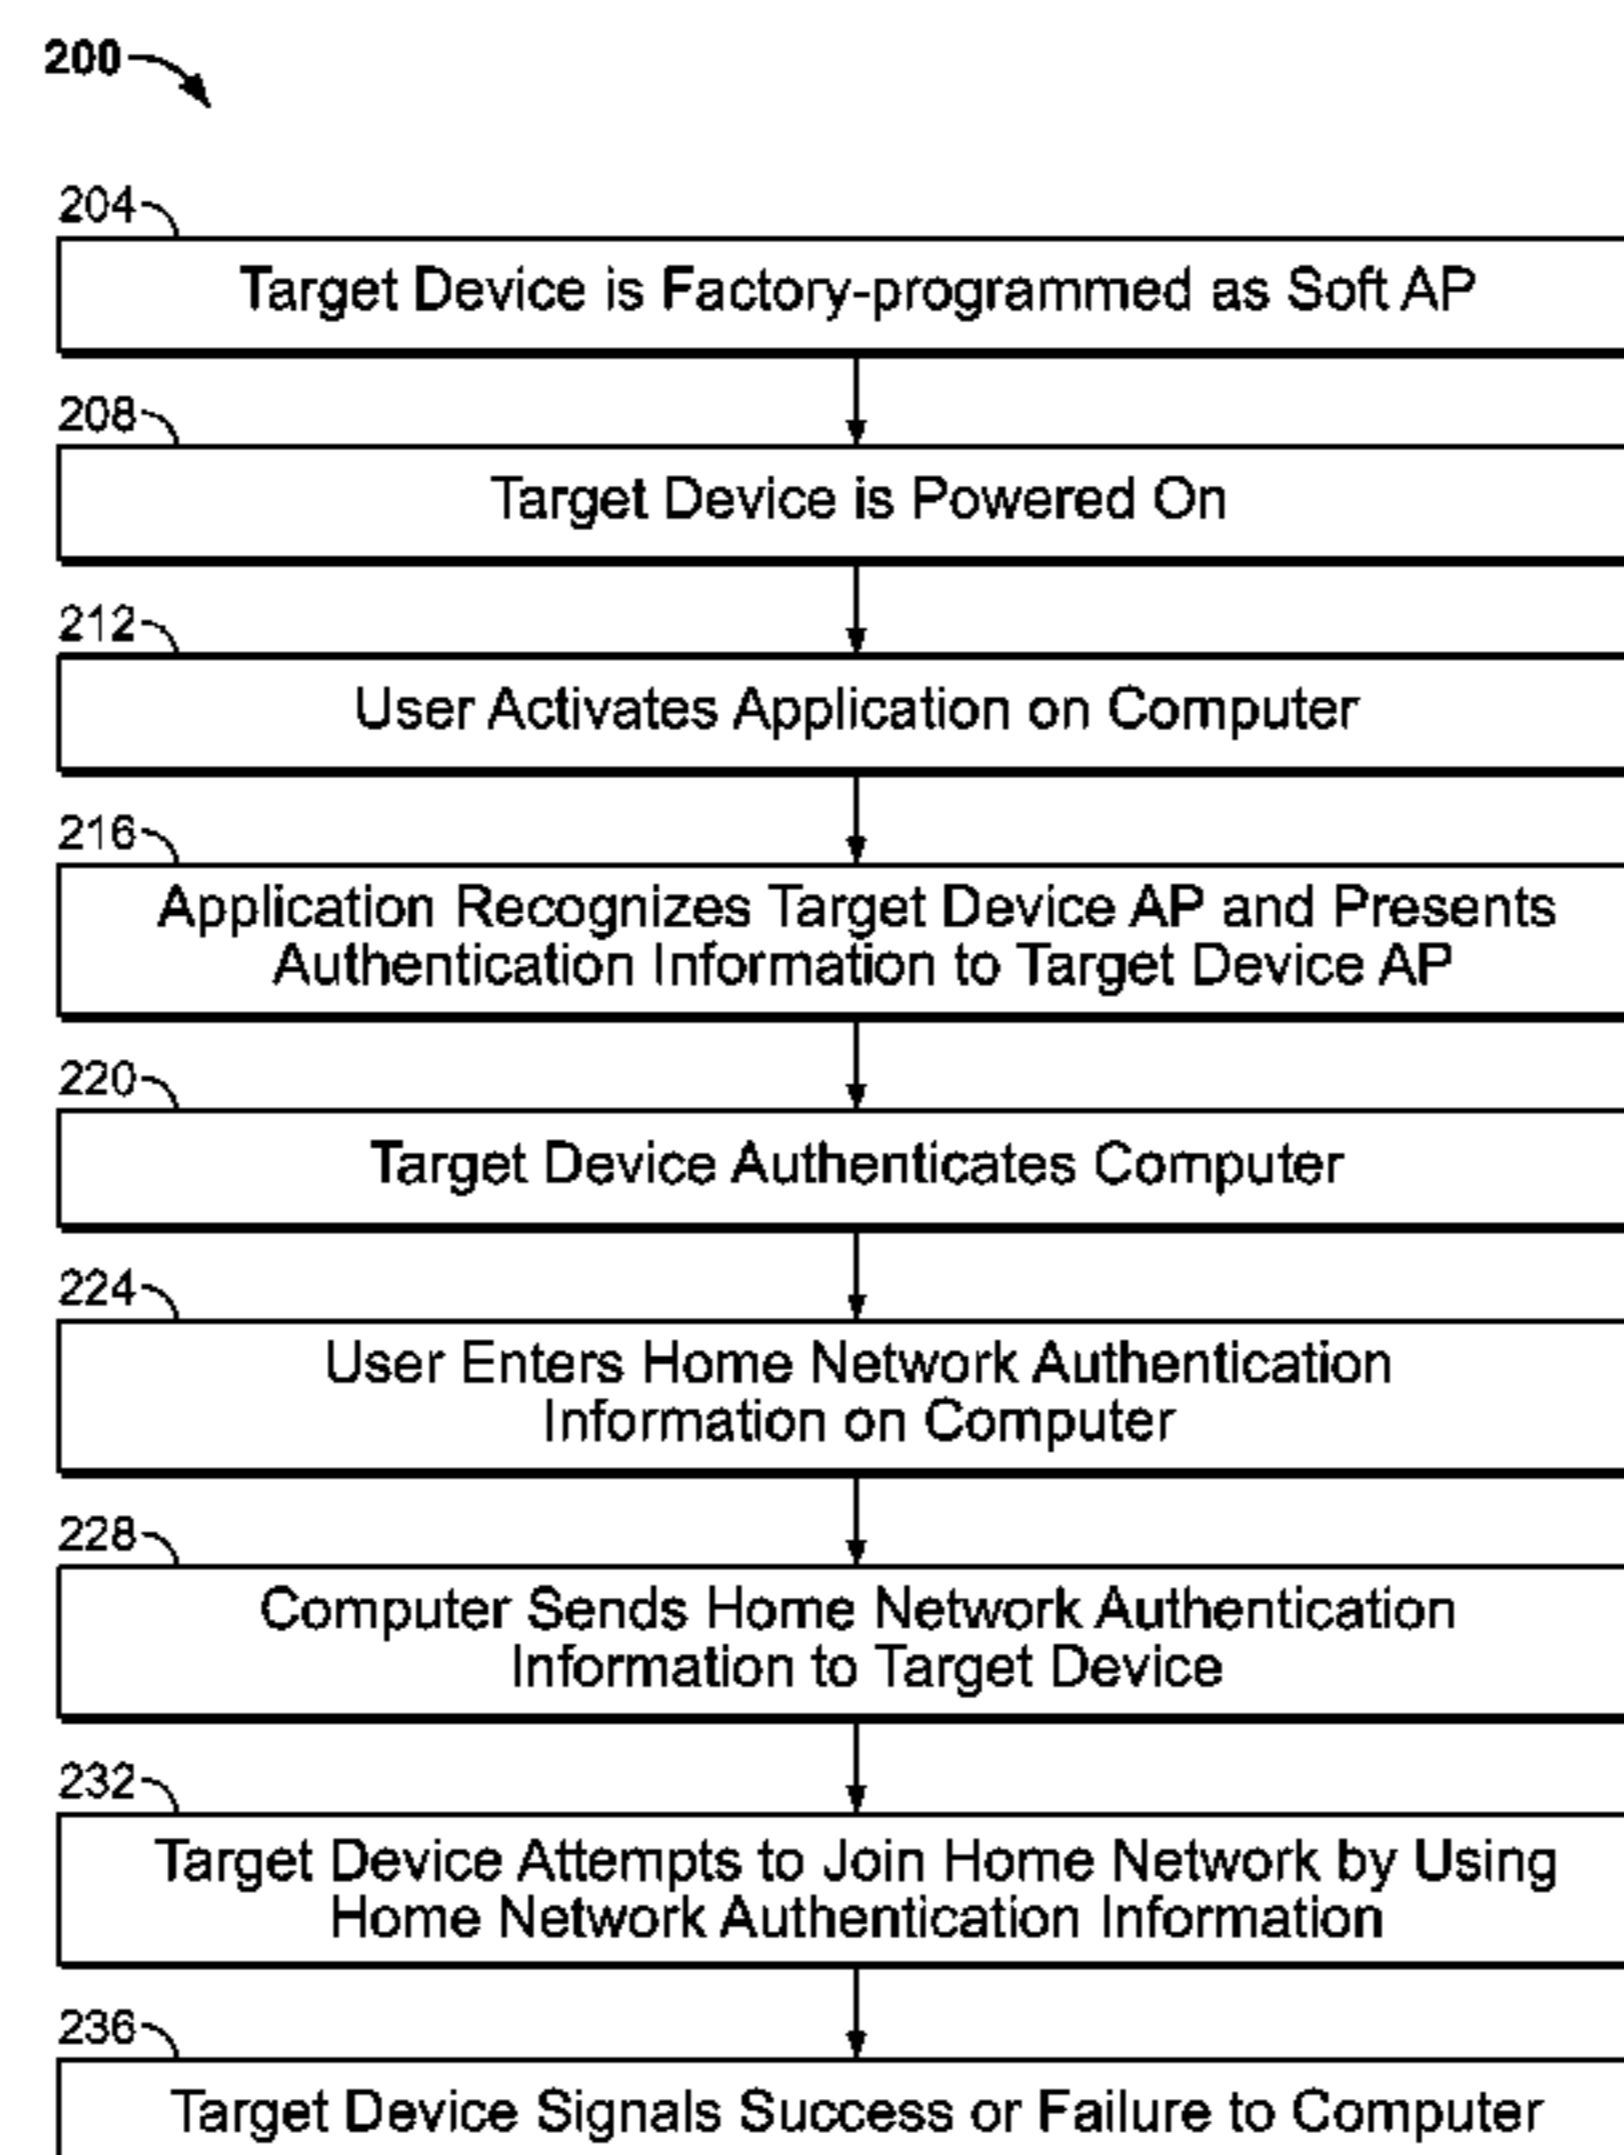 200
204
Target Device is Factory-programmed as Soft AP
208
Target Device is Powered On
212
User Activates Application on Computer
216
Application Recognizes Target Device AP and Presents
Authentication Information to Target Device AP
220
Target Device Authenticates Computer
224
User Enters Home Network Authentication
Information on Computer
228
Computer Sends Home Network Authentication
Information to Target Device
232
Target Device Attempts to Join Home Network by Using
Home Network Authentication Information
236
Target Device Signals Success or Failure to Computer